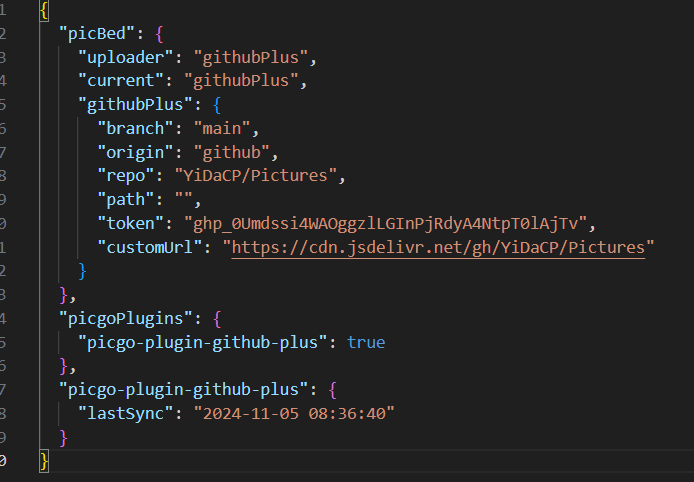 {
"picBed": {
"uploader": "githubPlus",
"current": "githubPlus",
"githubPlus": {
"branch": "main",
"origin": "github",
"repo": "YiDaCP/Pictures",
"path": "",
"token": "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",
"customUrl": "https://cdn.jsdelivr.net/gh/YiDaCP/Pictures"
}
},
"picgoPlugins": {
"picgo-plugin-github-plus": true
},
"picgo-plugin-github-plus": {
"lastSync": "2024-11-05 08:36:40"
}
}